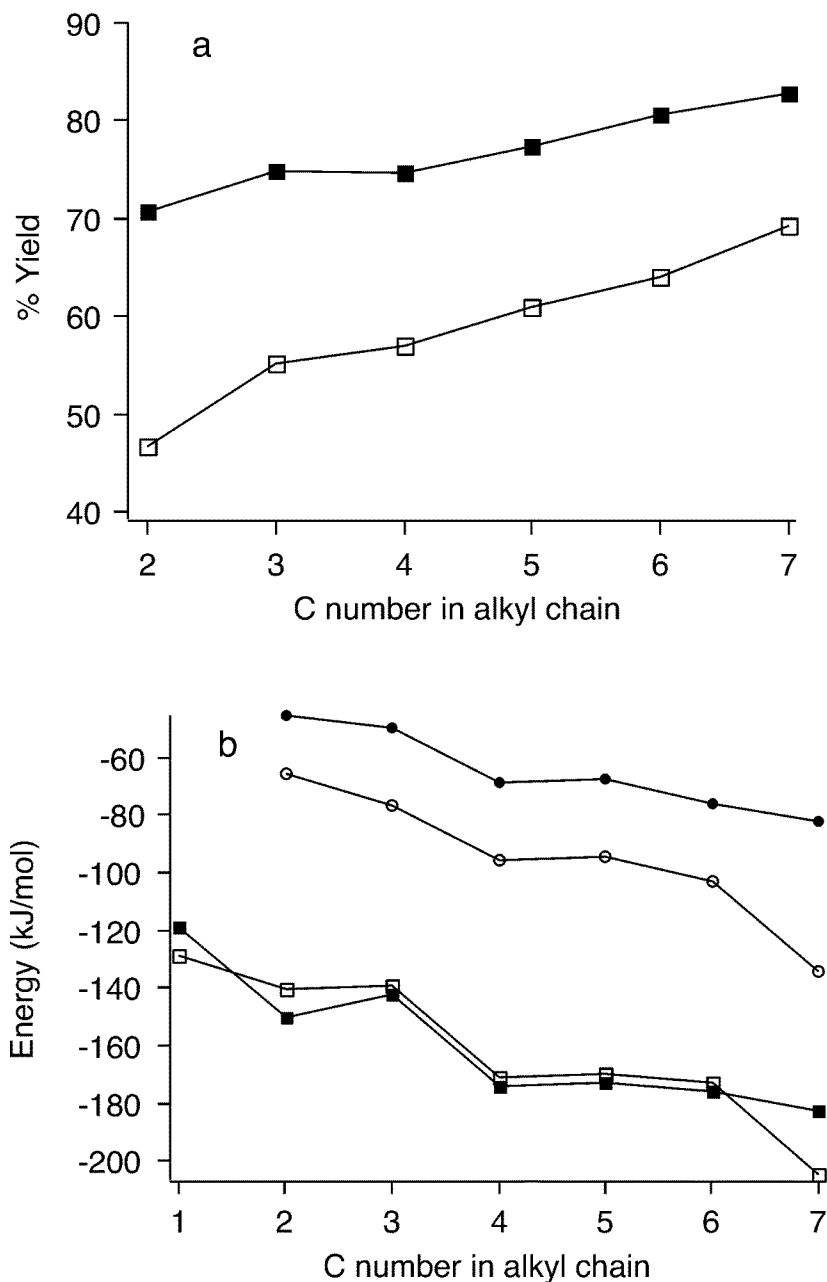 a
90
80
70
60
50
40
% Yield
2 3 4 5 6 7
C number in alkyl chain
b
-60
-80
-100
-120
-140
-160
-180
-200
Energy (kJ/mol)
1 2 3 4 5 6 7
C number in alkyl chain